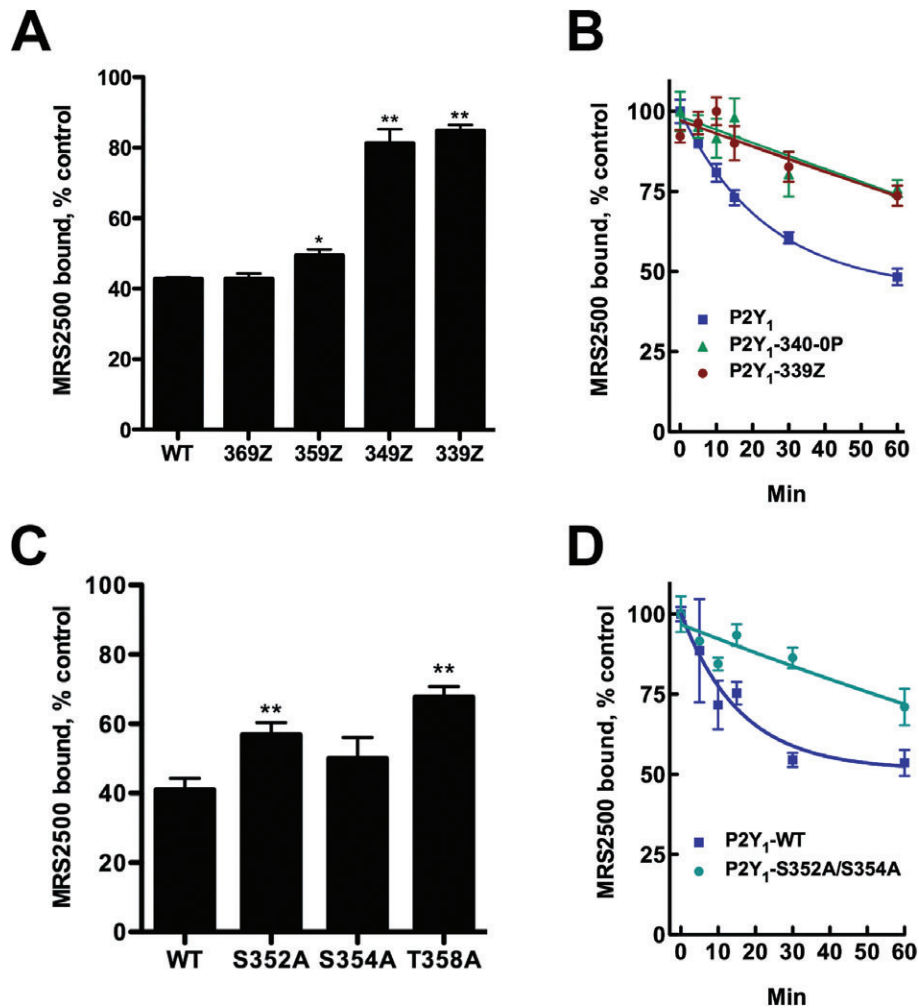 A
MRS2500 bound, % control
100
80
60
40
20
0
** **
*
WT 369Z 359Z 349Z 339Z
B
MRS2500 bound, % control
100
75
50
25
0
P2Y₁
P2Y₁-340-0P
P2Y₁-339Z
0 10 20 30 40 50 60
Min
C
MRS2500 bound, % control
100
80
60
40
20
0
**
**
WT S352A S354A T358A
D
MRS2500 bound, % control
100
75
50
25
0
P2Y₁-WT
P2Y₁-S352A/S354A
0 10 20 30 40 50 60
Min